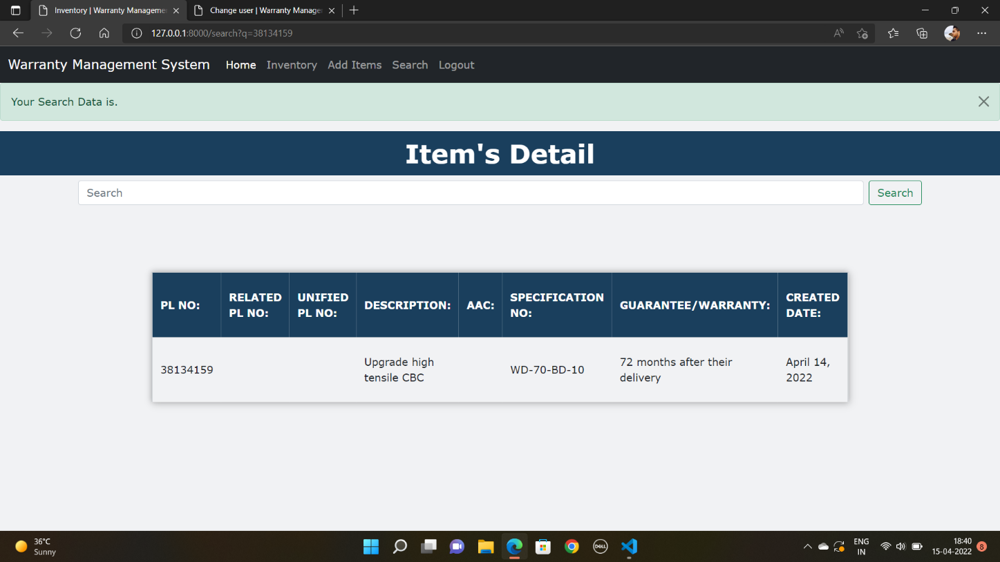 Inventory | Warranty Manageme
Change user | Warranty Manager
127.0.0.1:8000/search?q=38134159
Warranty Management System
Home
Inventory
Add Items
Search
Logout
Your Search Data is.
Item's Detail
Search
Search
PL NO:
RELATED
PL NO:
UNIFIED
PL NO:
DESCRIPTION:
AAC:
SPECIFICATION
NO:
GUARANTEE/WARRANTY:
CREATED
DATE:
38134159
Upgrade high
tensile CBC
WD-70-BD-10
72 months after their
delivery
April 14,
2022
36°C
Sunny
DELL
ENG
IN
18:40
15-04-2022
8